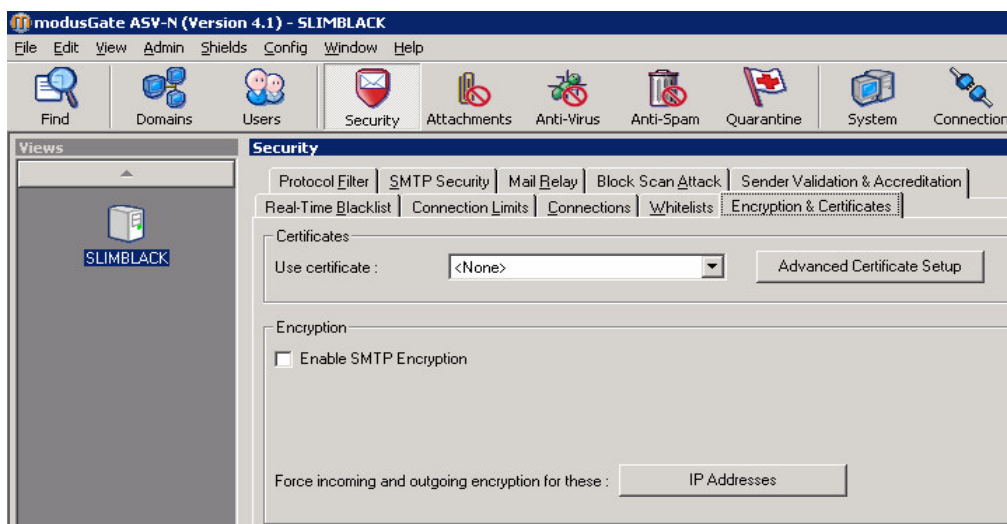 modusGate ASV-N (Version 4.1) - SLIMBLACK
File Edit View Admin Shields Config Window Help
Find Domains Users Security Attachments Anti-Virus Anti-Spam Quarantine System Connection
Views
Security
Protocol Filter SMTP Security Mail Relay Block Scan Attack Sender Validation & Accreditation
Real-Time Blacklist Connection Limits Connections Whitelists Encryption & Certificates
SLIMBLACK
Certificates
Use certificate : <None> Advanced Certificate Setup
Encryption
Enable SMTP Encryption
Force incoming and outgoing encryption for these : IP Addresses